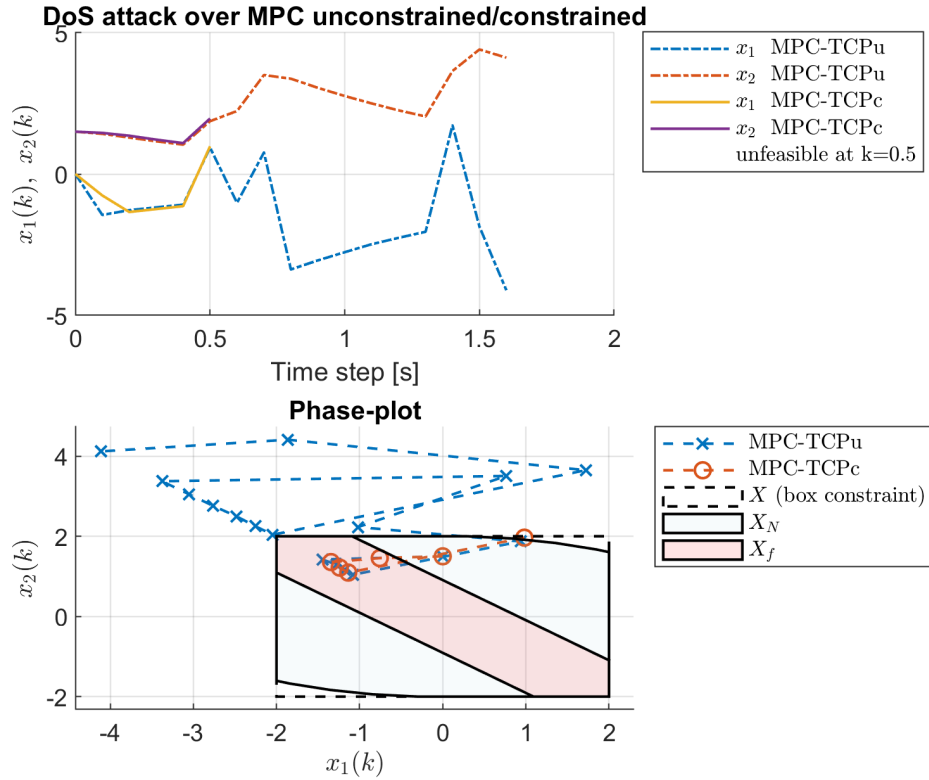 DoS attack over MPC unconstrained/constrained
5
0
-5
x₁(k), x₂(k)
0 0.5 1 1.5 2
Time step [s]
x₁ MPC-TCPu
x₂ MPC-TCPu
x₁ MPC-TCPc
x₂ MPC-TCPc
unfeasible at k=0.5
Phase-plot
4
2
0
-2
x₂(k)
-4 -3 -2 -1 0 1 2
x₁(k)
MPC-TCPu
MPC-TCPc
X (box constraint)
X_N
X_f